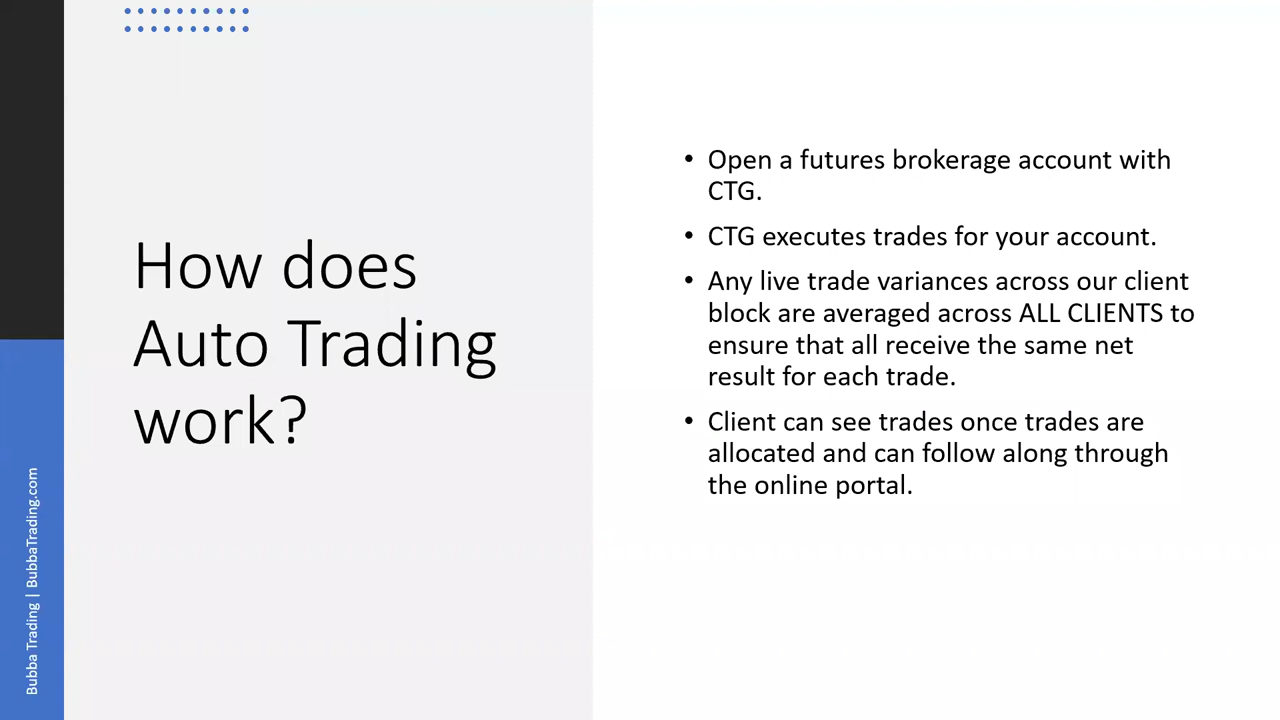 How does
Auto Trading
work?
• Open a futures brokerage account with
CTG.
• CTG executes trades for your account.
• Any live trade variances across our client
block are averaged across ALL CLIENTS to
ensure that all receive the same net
result for each trade.
• Client can see trades once trades are
allocated and can follow along through
the online portal.
Bubba Trading | BubbaTrading.com